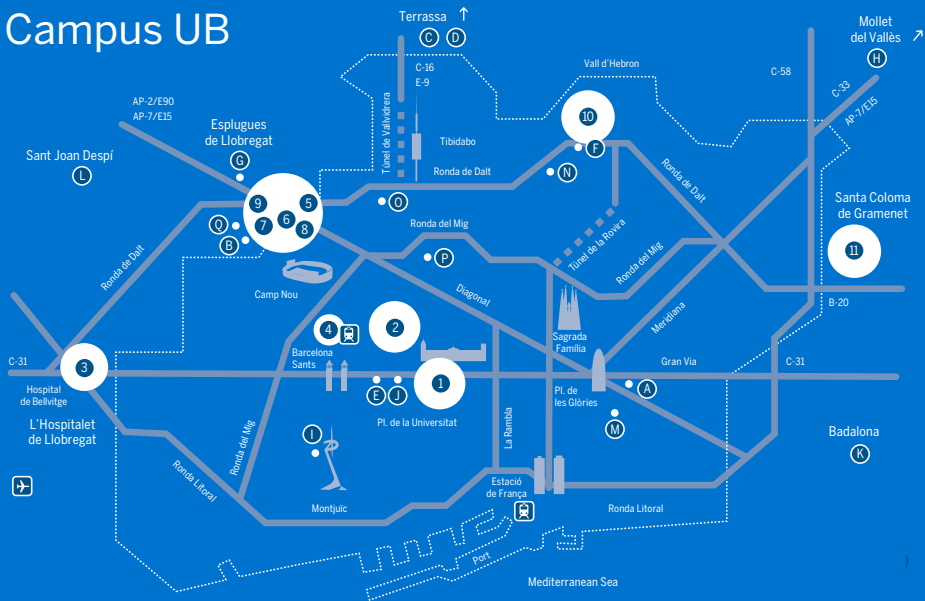 Campus UB
Terrassa
C D
Mollet
del Vallès
H
C-16
E-9
Vall d'Hebron
C-58
C-33
AP-7/E15
AP-2/E90
AP-7/E15
Esplugues
de Llobregat
G
Sant Joan Despí
L
Túnel de Vallvidrera
Tibidabo
10
F
N
Ronda de Dalt
Ronda de Dalt
O
9
5
6
7
8
Q
B
Ronda de Dalt
Ronda del Mig
P
Túnel de la Rovira
Ronda del Mig
Santa Coloma
de Gramenet
11
B-20
Camp Nou
Diagonal
Meridiana
Sagrada
Família
4
2
Barcelona
Sants
C-31
3
Gran Via
C-31
Hospital
de Bellvitge
E J
1
A
Pl. de
les Glòries
M
L'Hospitalet
de Llobregat
Pl. de la Universitat
La Rambla
Badalona
K
I
Ronda del Mig
Ronda Litoral
Montjuïc
Estació
de França
Ronda Litoral
Port
Mediterranean Sea